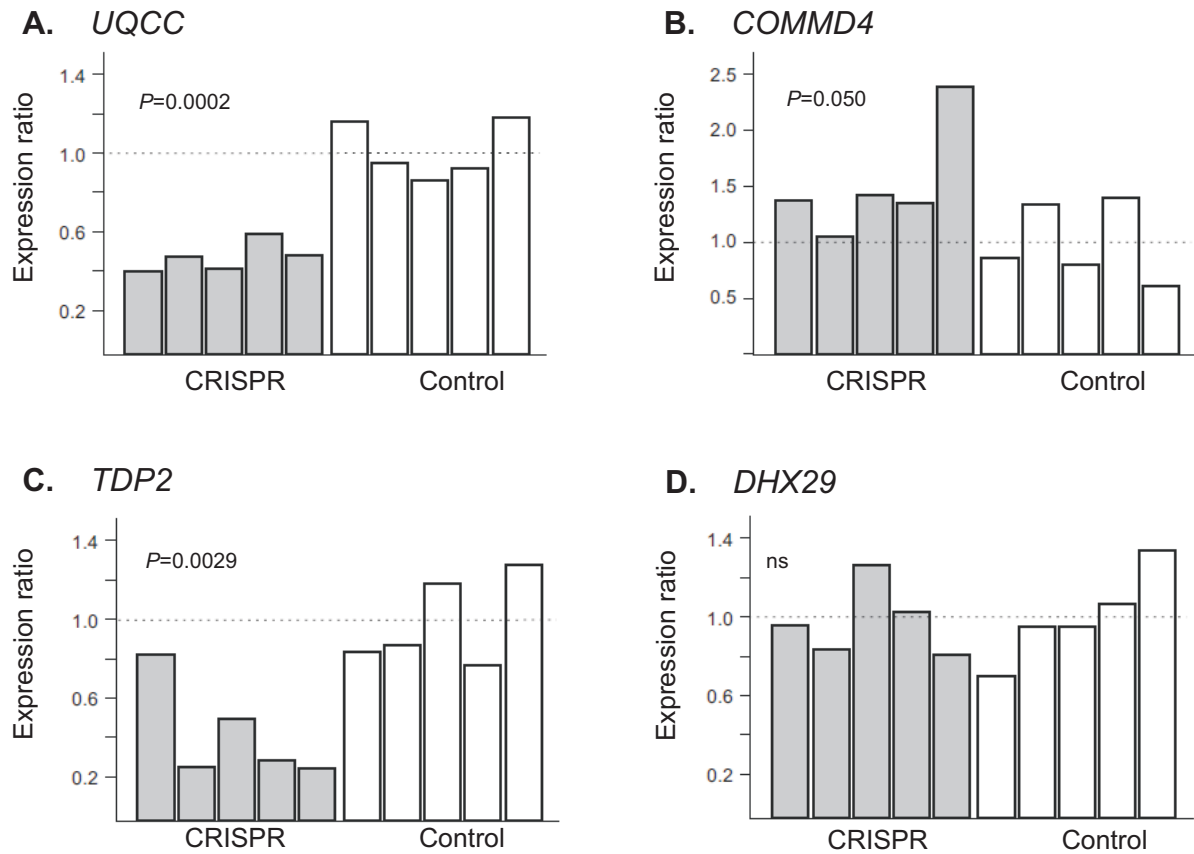 A. UQCC
Expression ratio
1.4
1.0
0.6
0.2
P=0.0002
CRISPR Control
B. COMMD4
Expression ratio
2.5
2.0
1.5
1.0
0.5
P=0.050
CRISPR Control
C. TDP2
Expression ratio
1.4
1.0
0.6
0.2
P=0.0029
CRISPR Control
D. DHX29
Expression ratio
1.4
1.0
0.6
0.2
ns
CRISPR Control